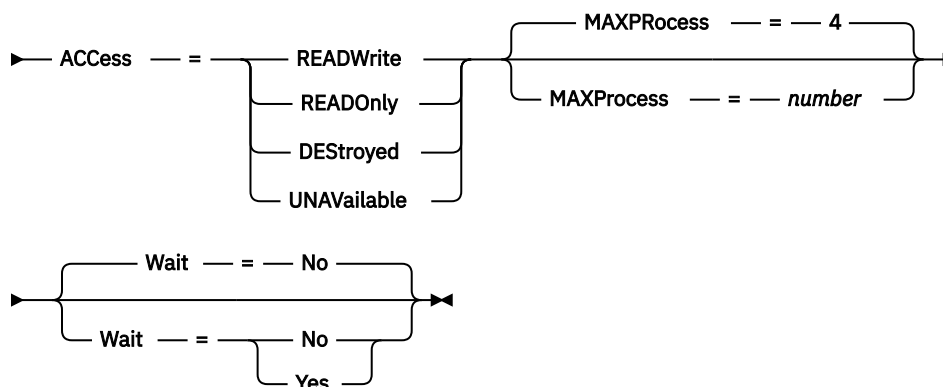 MAXPRocess = 4
ACCess = READWrite
READOnly
MAXProcess = number
DEStroyed
UNAVailable
Wait = No
Wait = No
Yes